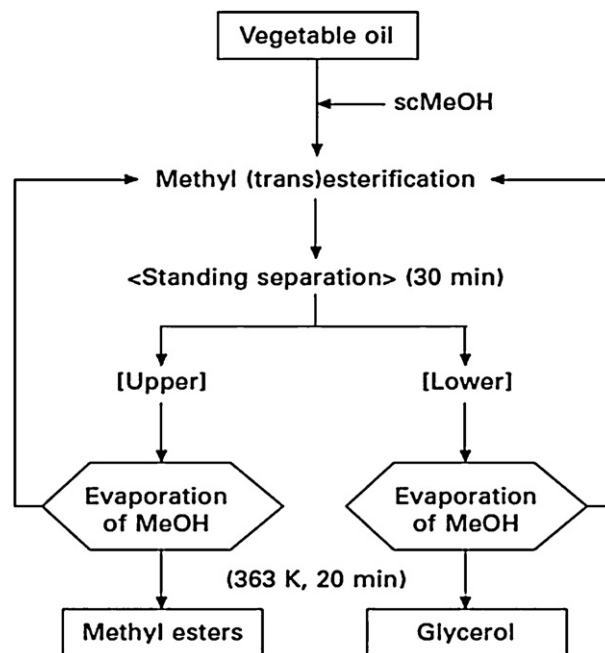 Vegetable oil
scMeOH
Methyl (trans)esterification
<Standing separation> (30 min)
[Upper]
[Lower]
Evaporation
of MeOH
Evaporation
of MeOH
(363 K, 20 min)
Methyl esters
Glycerol